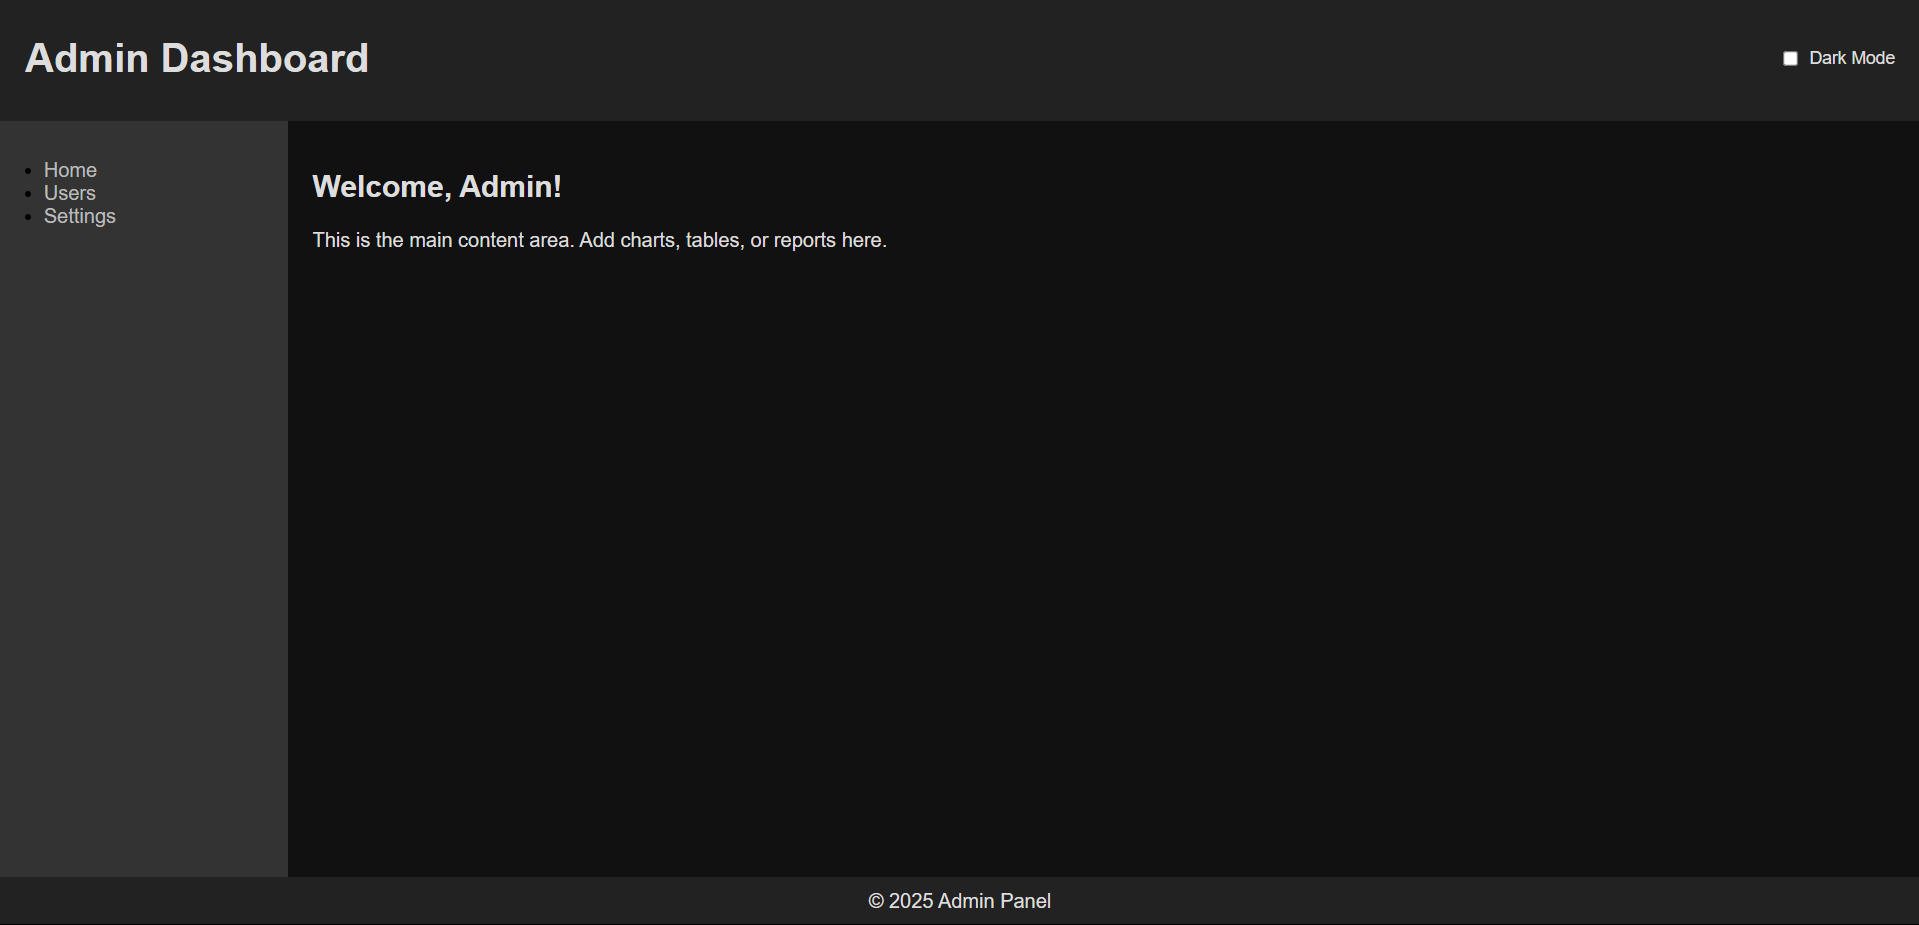 Admin Dashboard
Dark Mode
Home
Users
Settings
Welcome, Admin!
This is the main content area. Add charts, tables, or reports here.
© 2025 Admin Panel